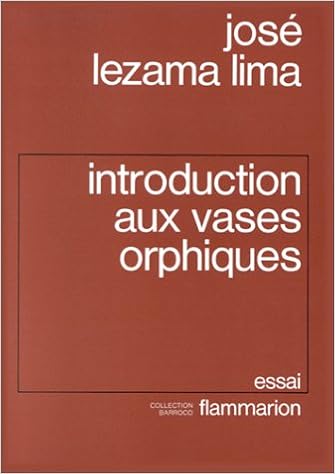 josé
lezama lima
introduction
aux vases
orphiques
essai
COLLECTION
BARROCO
flammarion